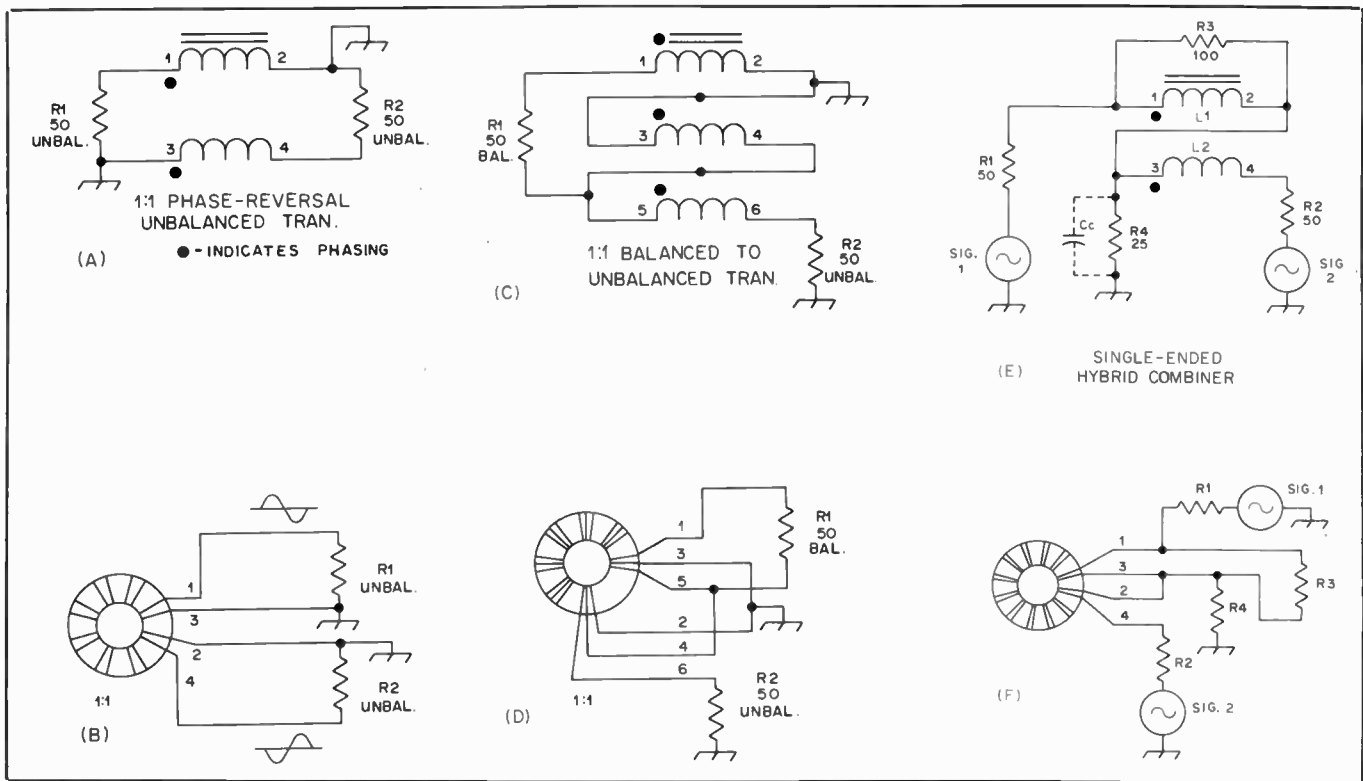 1
2
R1
50
UNBAL.
R2
50
UNBAL.
3
4
1:1 PHASE-REVERSAL
UNBALANCED TRAN.
●-INDICATES PHASING
(A)
1
2
R1
50
BAL.
3
4
5
6
R2
50
UNBAL.
1:1 BALANCED TO
UNBALANCED TRAN.
(C)
R3
100
1
2
L1
R1
50
L2
3
4
Cc
R4
25
R2
50
SIG.
1
SIG
2
SINGLE-ENDED
HYBRID COMBINER
(E)
1
3
2
4
R1
UNBAL.
R2
UNBAL.
1:1
(B)
1
3
5
2
4
6
R1
50
BAL.
R2
50
UNBAL.
1:1
(D)
R1
SIG. 1
1
3
2
4
R3
R4
R2
SIG. 2
(F)